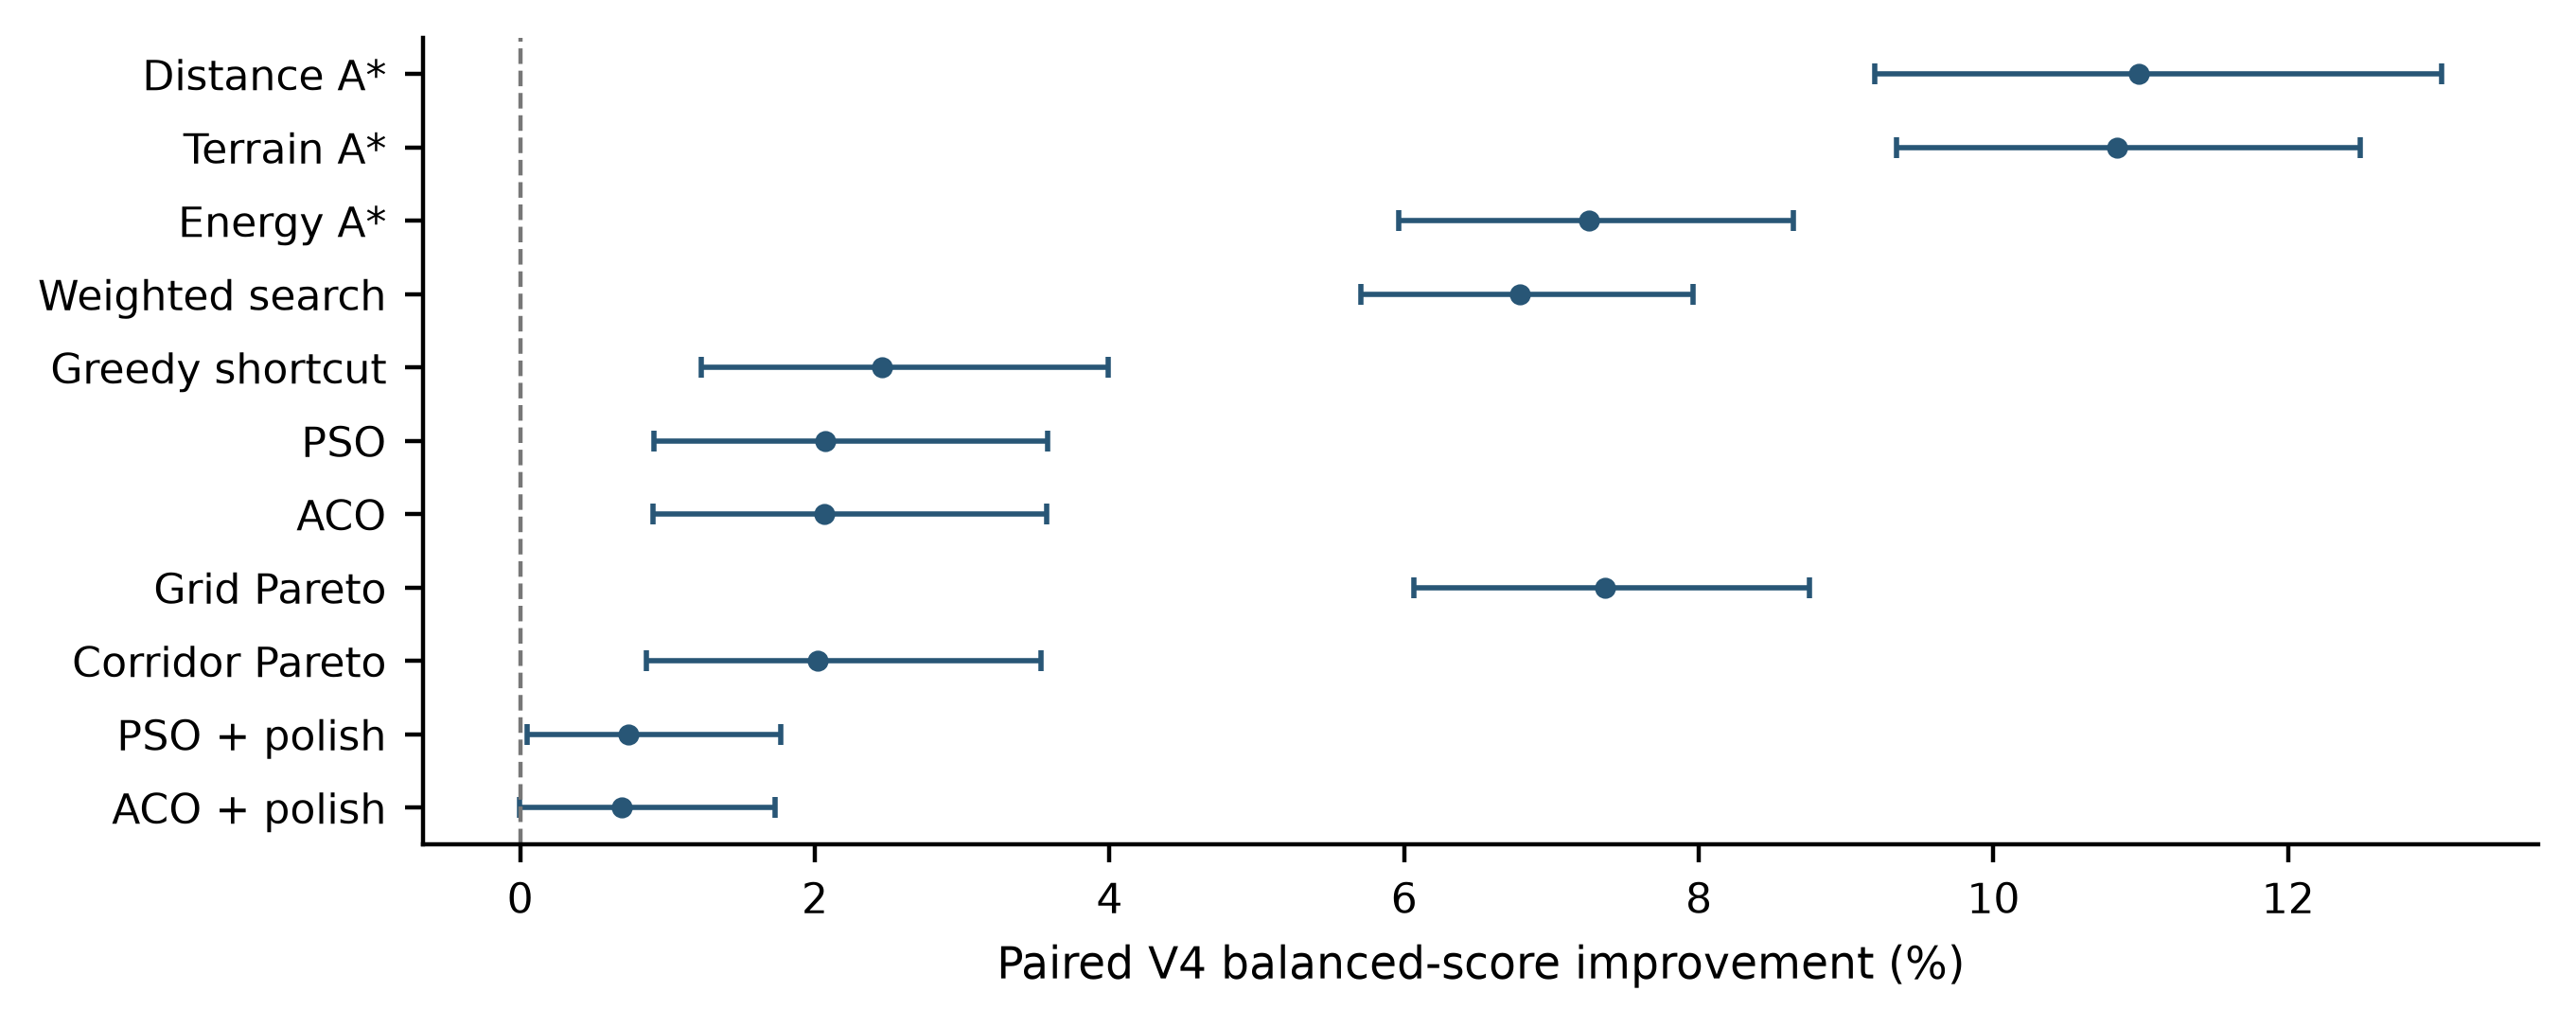 Distance A*
Terrain A*
Energy A*
Weighted search
Greedy shortcut
PSO
ACO
Grid Pareto
Corridor Pareto
PSO + polish
ACO + polish
0 2 4 6 8 10 12
Paired V4 balanced-score improvement (%)